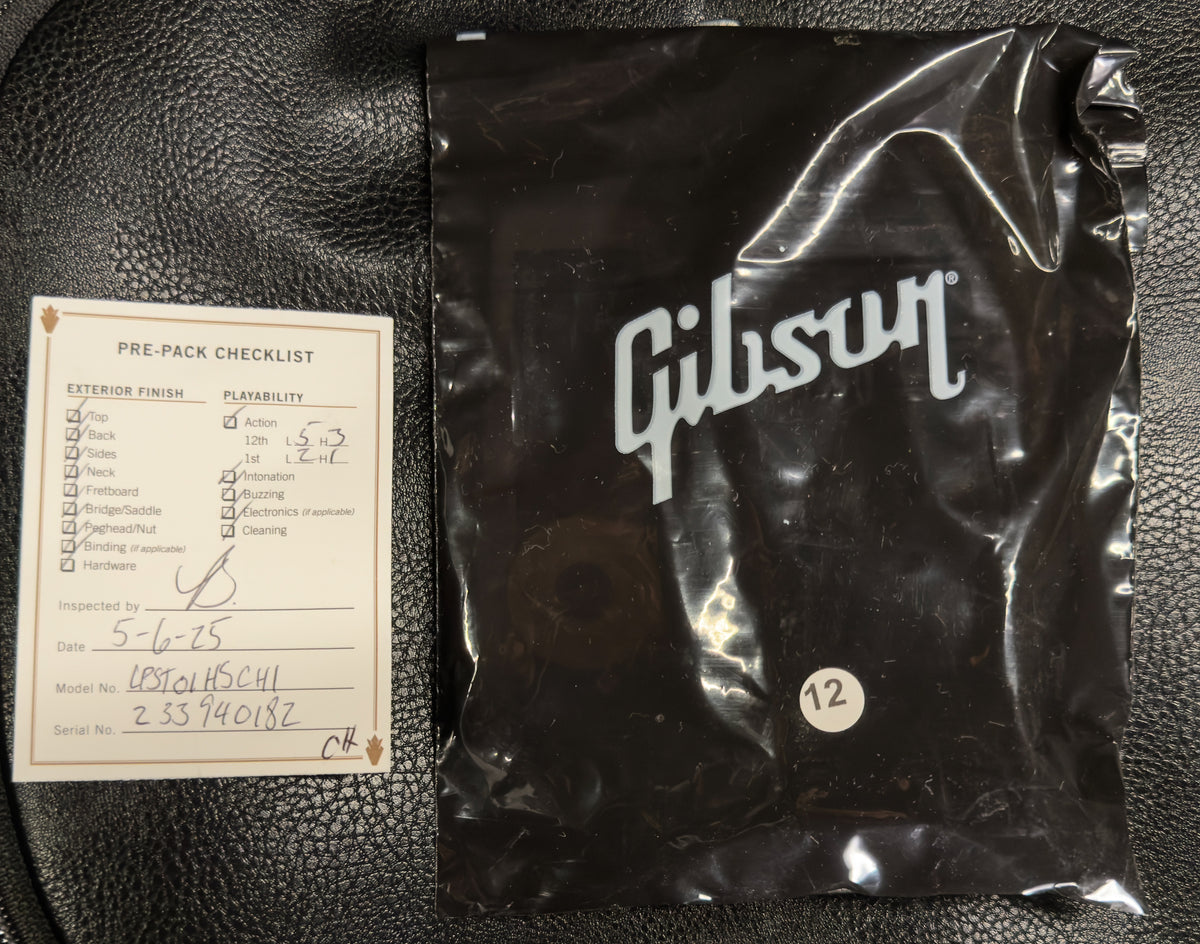 PRE-PACK CHECKLIST
EXTERIOR FINISH
Top
Back
Sides
Neck
Fretboard
Bridge/Saddle
Peghead/Nut
Binding (if applicable)
Hardware
PLAYABILITY
Action
12th L 5 H 3
1st L 2 H 1
Intonation
Buzzing
Electronics (if applicable)
Cleaning
Inspected by
Date 5-6-25
Model No. LPST01HSCH1
Serial No. 233940182
CH
Gibson®
12